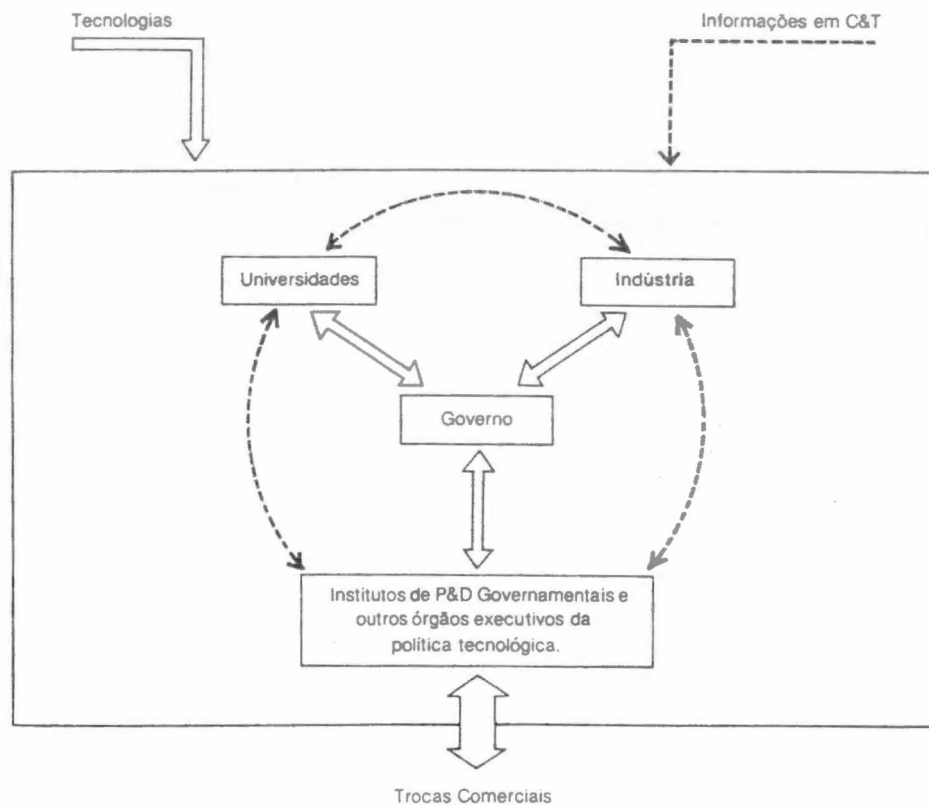 Tecnologias
Informações em C&T
Universidades
Indústria
Governo
Institutos de P&D Governamentais e
outros órgãos executivos da
política tecnológica.
Trocas Comerciais